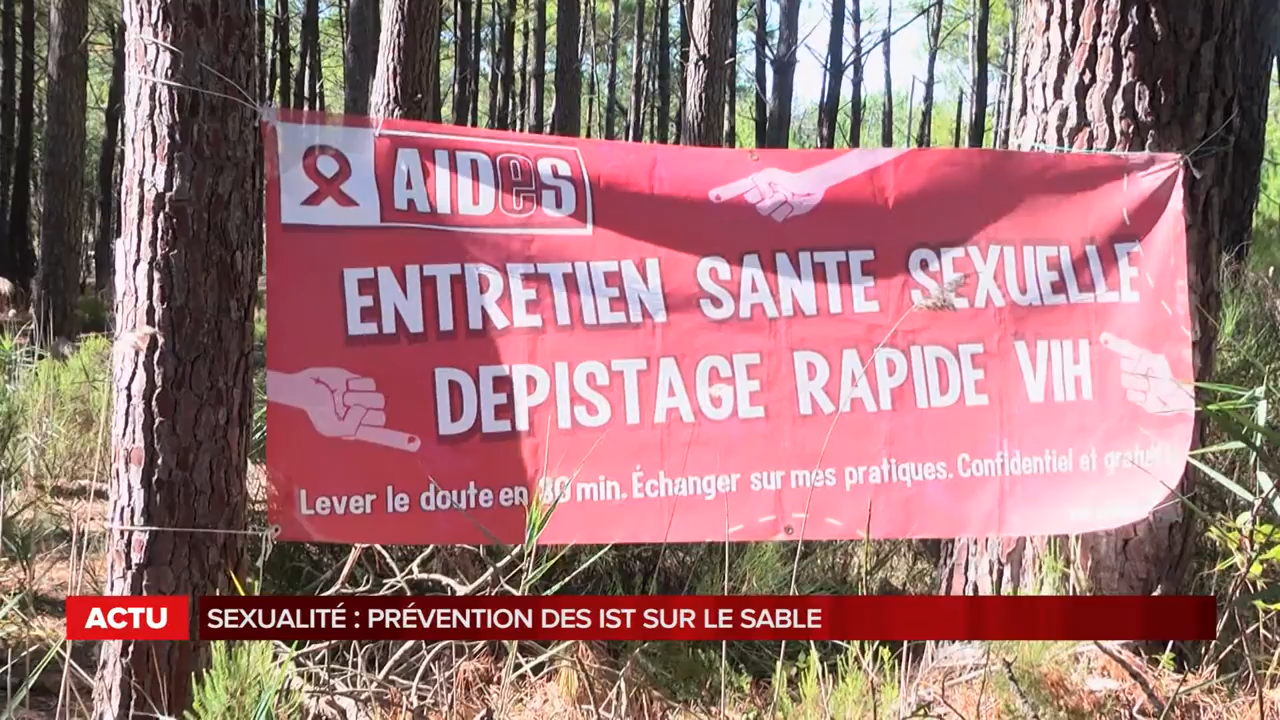 AIDeS
ENTRETIEN SANTE SEXUELLE
DEPISTAGE RAPIDE VIH
Lever le doute en 30 min. Échanger sur mes pratiques. Confidentiel et gratuit !
ACTU SEXUALITÉ : PRÉVENTION DES IST SUR LE SABLE